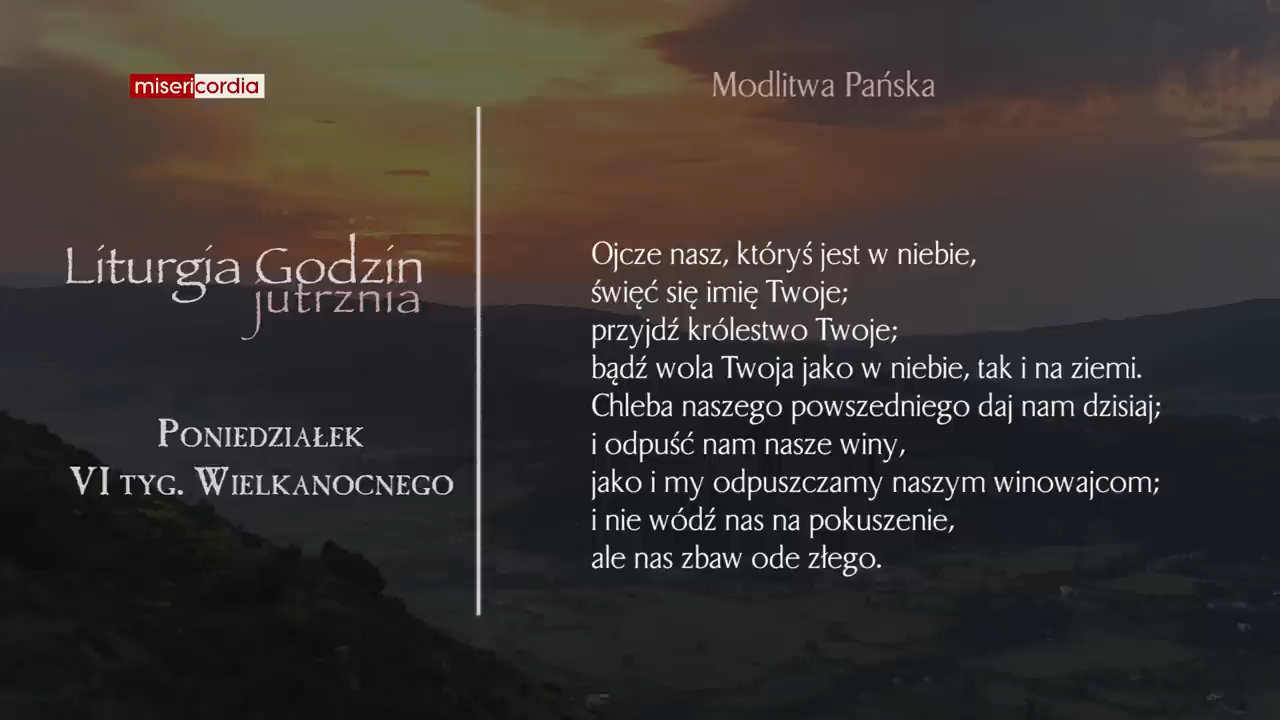 misericordia
Modlitwa Pańska
Liturgia Godzin
jutrznia
Poniedziałek
VI tyg. Wielkanocnego
Ojcze nasz, któryś jest w niebie,
święć się imię Twoje;
przyjdź królestwo Twoje;
bądź wola Twoja jako w niebie, tak i na ziemi.
Chleba naszego powszedniego daj nam dzisiaj;
i odpuść nam nasze winy,
jako i my odpuszczamy naszym winowajcom;
i nie wódź nas na pokuszenie,
ale nas zbaw ode złego.